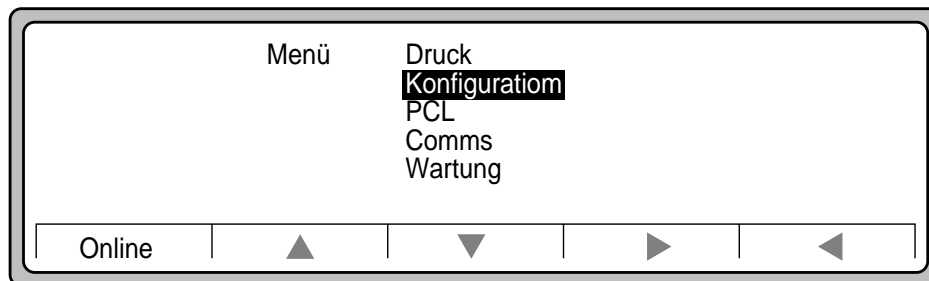 Menü Druck
Konfiguratiom
PCL
Comms
Wartung
Online